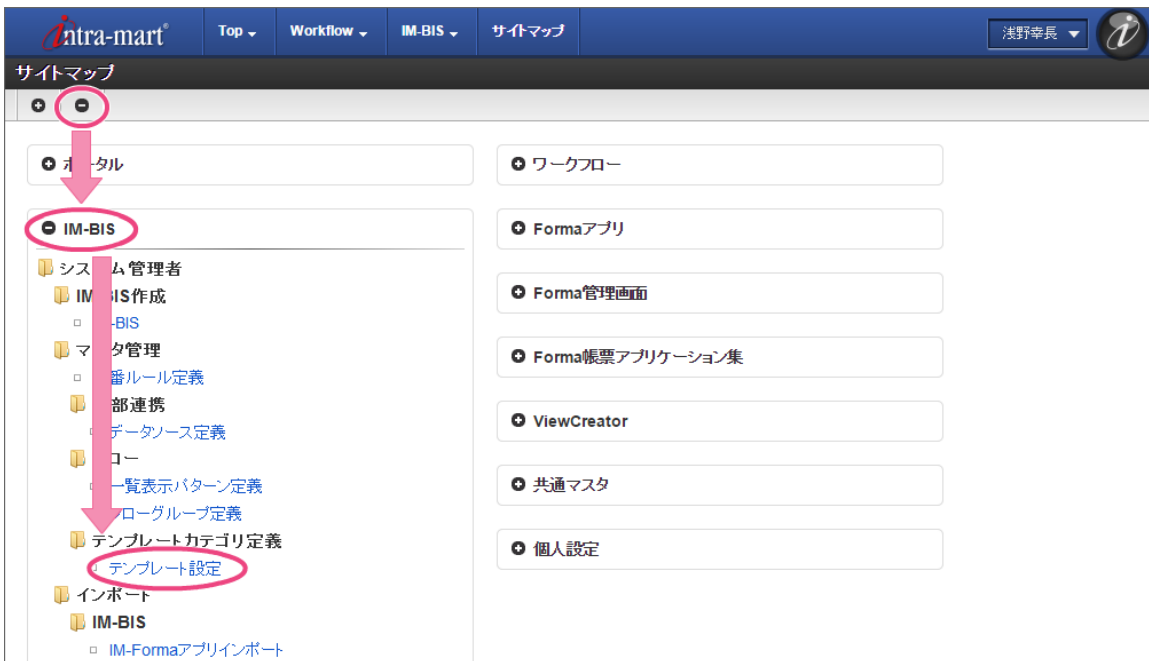 intra-mart®
Top
Workflow
IM-BIS
サイトマップ
浅野幸長
サイトマップ
タル
ワークフロー
IM-BIS
Formaアプリ
Forma管理画面
Forma帳票アプリケーション集
ViewCreator
共通マスタ
個人設定
シス ム管理者
IM BIS作成
-BIS
マ タ管理
番ルール定義
部連携
データソース定義
ロー
一覧表示パターン定義
ローグループ定義
テンプレートカテゴリ定義
テンプレート設定
インポート
IM-BIS
IM-Formaアプリインポート